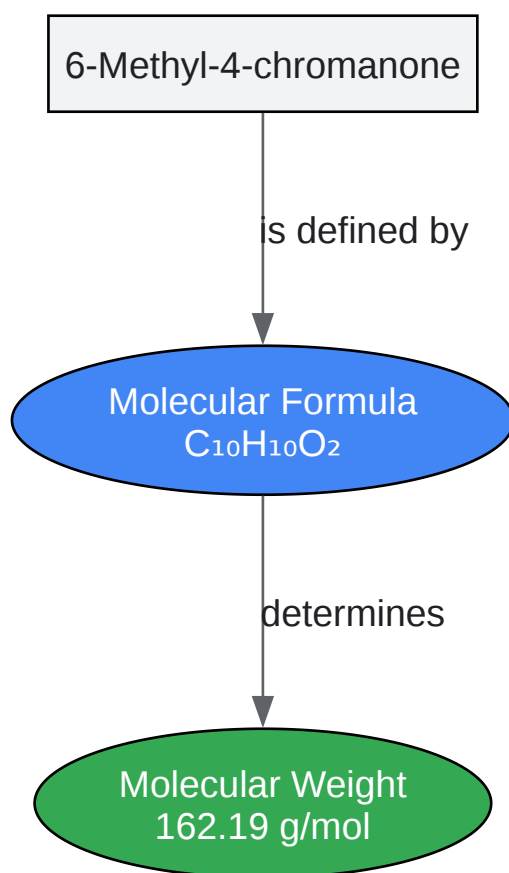 6-Methyl-4-chromanone
is defined by
Molecular Formula
C₁₀H₁₀O₂
determines
Molecular Weight
162.19 g/mol